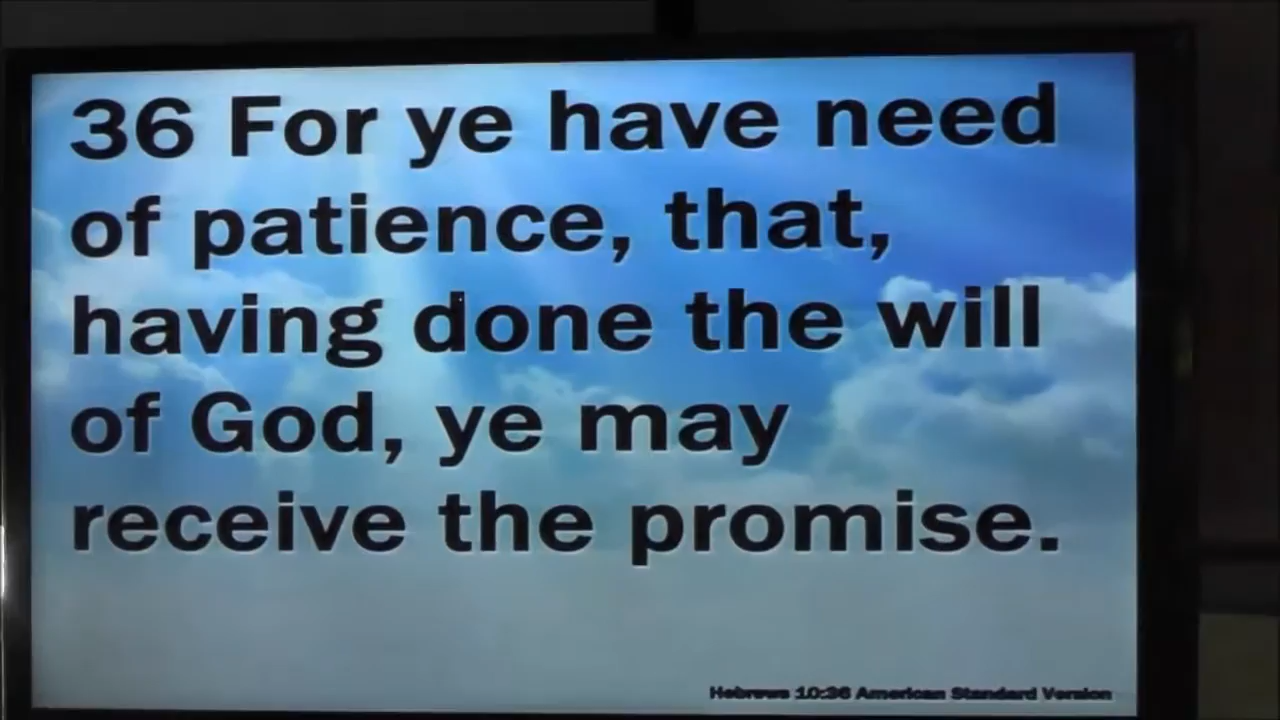 36 For ye have need
of patience, that,
having done the will
of God, ye may
receive the promise.
Hebrews 10:36 American Standard Version